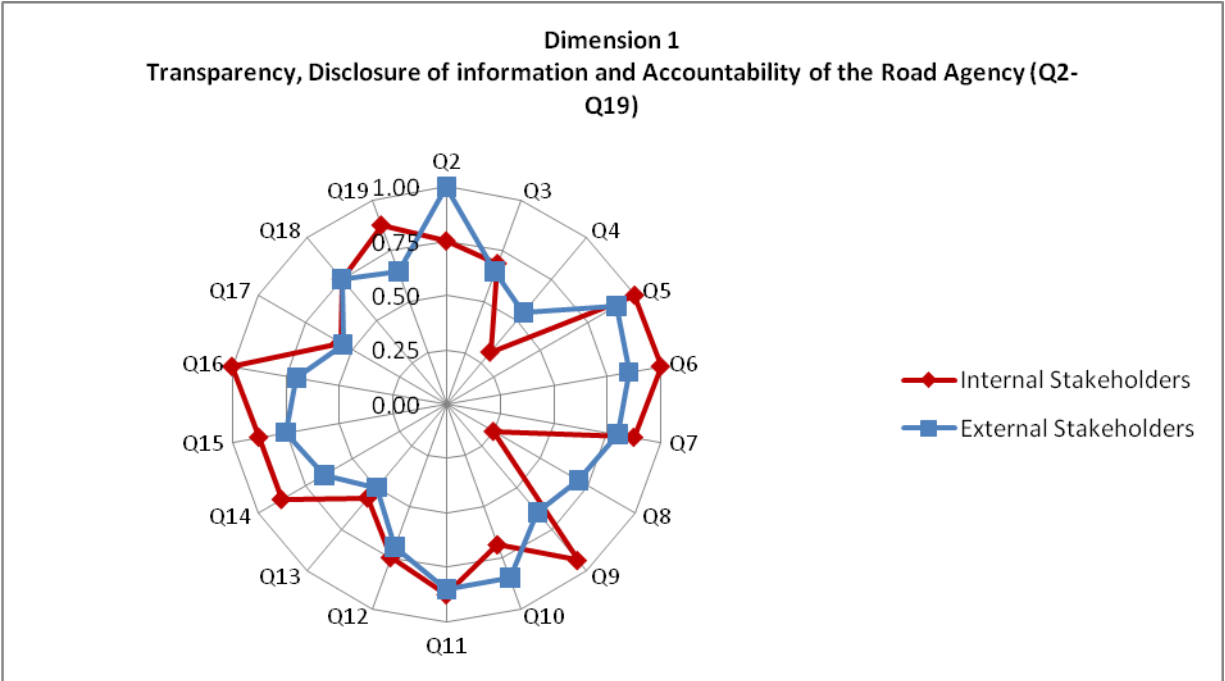 Dimension 1
Transparency, Disclosure of information and Accountability of the Road Agency (Q2-
Q19)
Q2
Q3
Q4
Q5
Q6
Q7
Q8
Q9
Q10
Q11
Q12
Q13
Q14
Q15
Q16
Q17
Q18
Q19
1.00
0.75
0.50
0.25
0.00
Internal Stakeholders
External Stakeholders